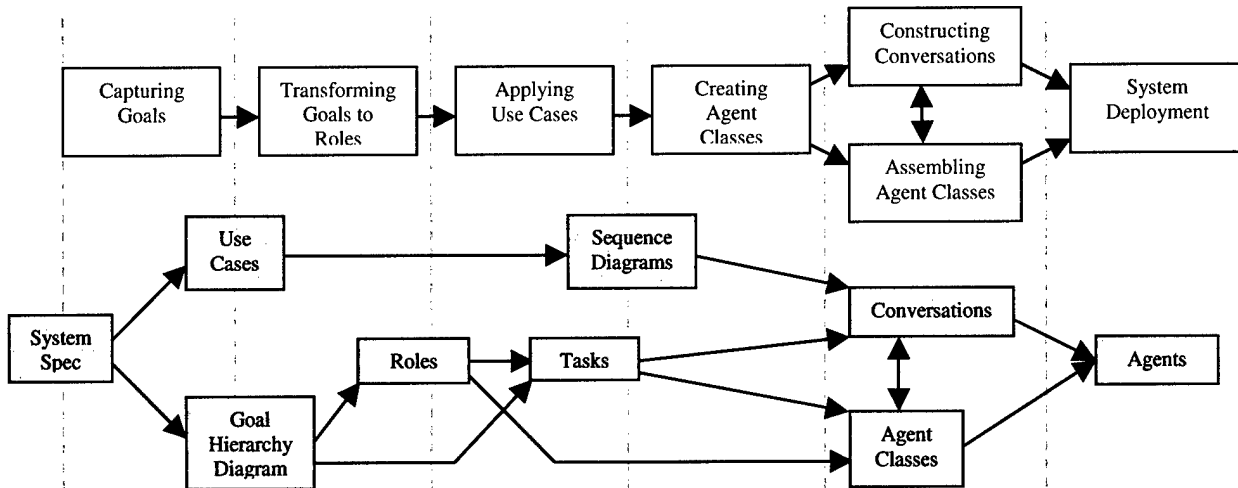 Constructing
Conversations
Capturing
Goals
Transforming
Goals to
Roles
Applying
Use Cases
Creating
Agent
Classes
System
Deployment
Assembling
Agent Classes
Use
Cases
Sequence
Diagrams
Conversations
System
Spec
Roles
Tasks
Agents
Goal
Hierarchy
Diagram
Agent
Classes